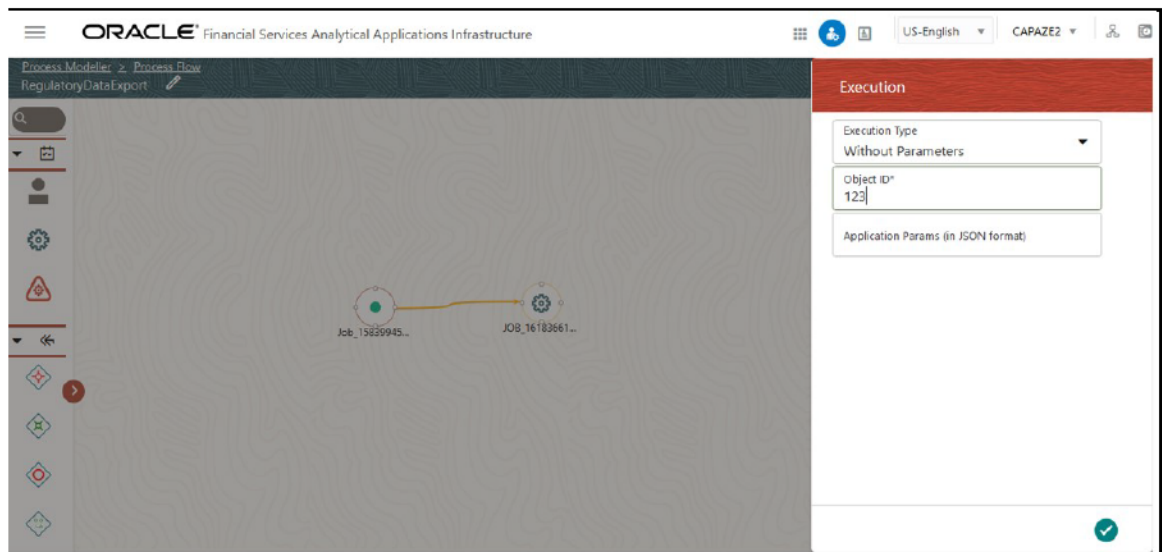 ORACLE® Financial Services Analytical Applications Infrastructure
US-English
CAPAZE2
Process Modeller > Process Flow
RegulatoryDataExport
Execution
Execution Type
Without Parameters
Object ID*
123
Application Params (in JSON format)
Job_15839945...
JOB_16183661...